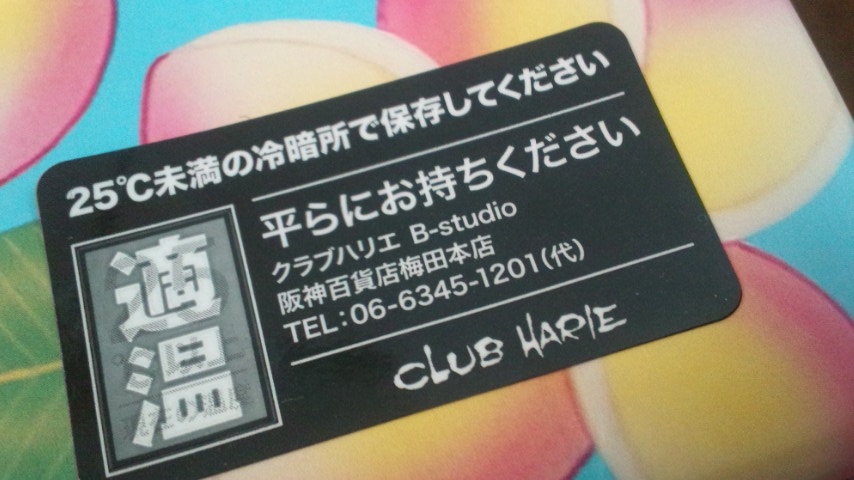 25℃未満の冷暗所で保存してください
平らにお持ちください
クラブハリエ B-studio
阪神百貨店梅田本店
TEL:06-6345-1201(代)
CLUB HARIE
適温